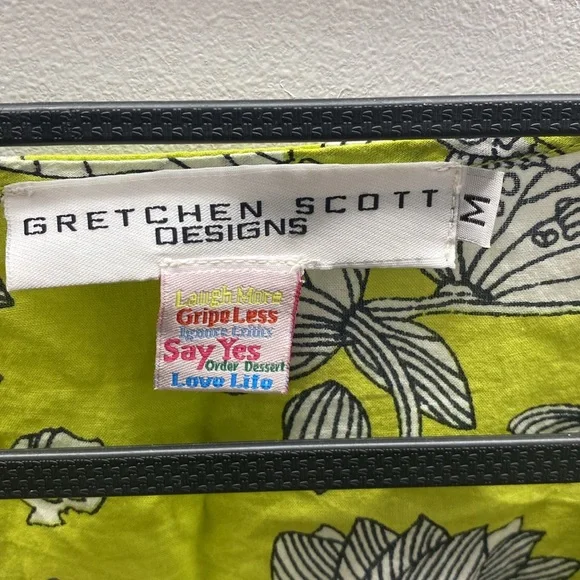 GRETCHEN SCOTT
DESIGNS
M
Laugh More
Gripe Less
Ignore Critics
Say Yes
Order Dessert
Love Life